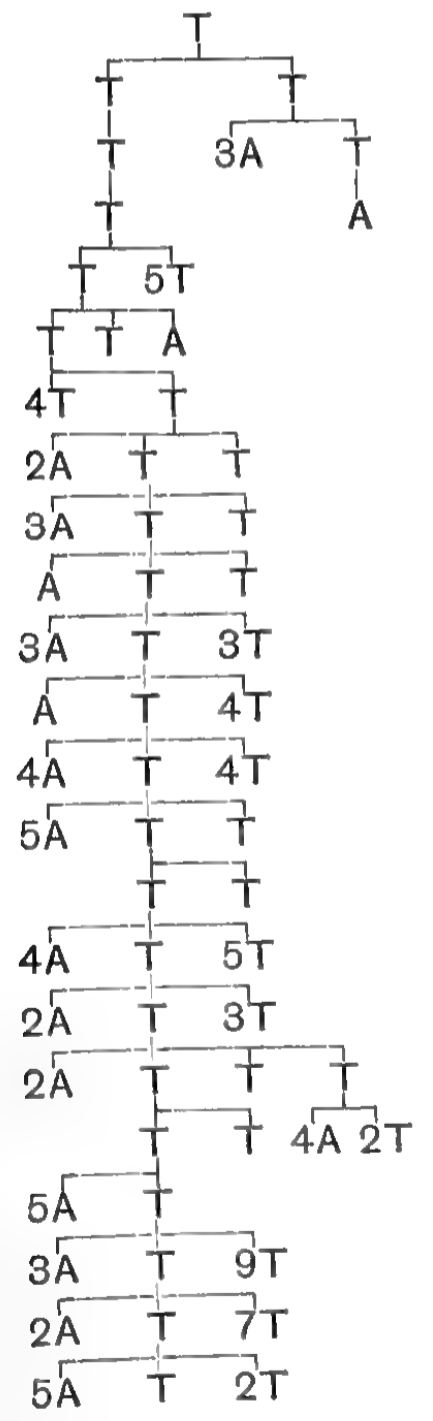 T
T T
T 3A T
T A
T 5T
T T A
4T T
2A T T
3A T T
A T T
3A T 3T
A T 4T
4A T 4T
5A T T
T T
4A T 5T
2A T 3T
2A T T T
T T 4A 2T
5A T
3A T 9T
2A T 7T
5A T 2T